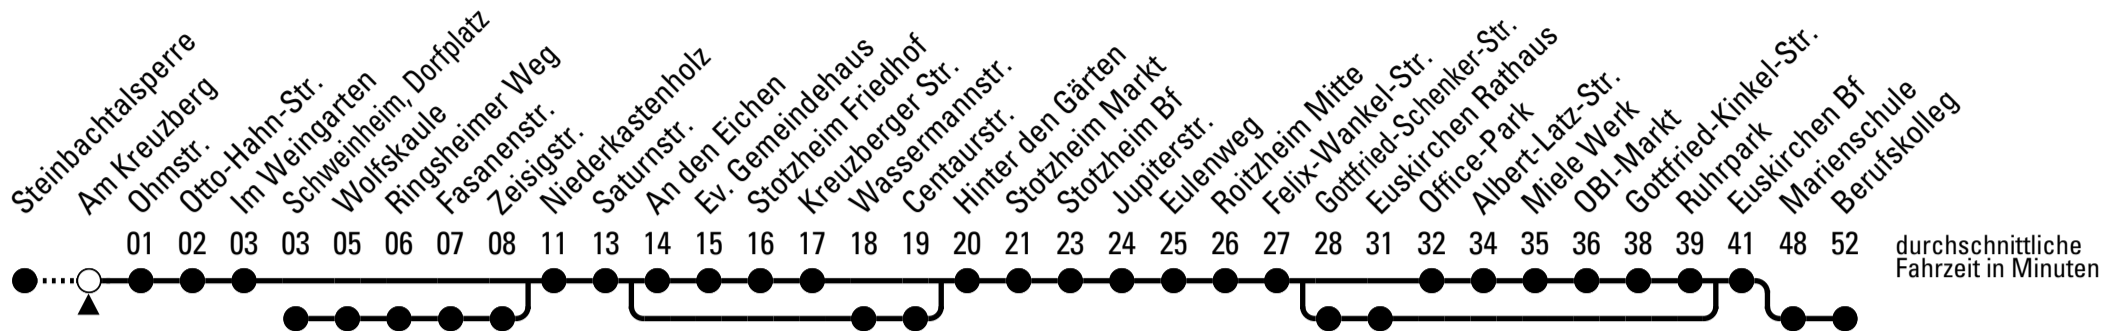 Steinbachtalsperre
Am Kreuzberg
Ohmstr.
Otto-Hahn-Str.
Im Weingarten
Schweinheim, Dorfplatz
Wolfskaule
Ringsheimer Weg
Fasanenstr.
Zeisigstr.
Niederkastenholz
Saturnstr.
An den Eichen
Ev. Gemeindehaus
Stotzheim Friedhof
Kreuzberger Str.
Wassermannstr.
Centaurstr.
Hinter den Gärten
Stotzheim Markt
Stotzheim Bf
Jupiterstr.
Eulenweg
Roitzheim Mitte
Felix-Wankel-Str.
Gottfried-Schenker-Str.
Euskirchen Rathaus
Office-Park
Albert-Latz-Str.
Miele Werk
OBI-Markt
Gottfried-Kinkel-Str.
Ruhrpark
Euskirchen Bf
Marienschule
Berufskolleg
01 02 03 03 05 06 07 08 11 13 14 15 16 17 18 19 20 21 23 24 25 26 27 28 31 32 34 35 36 38 39 41 48 52
durchschnittliche
Fahrzeit in Minuten